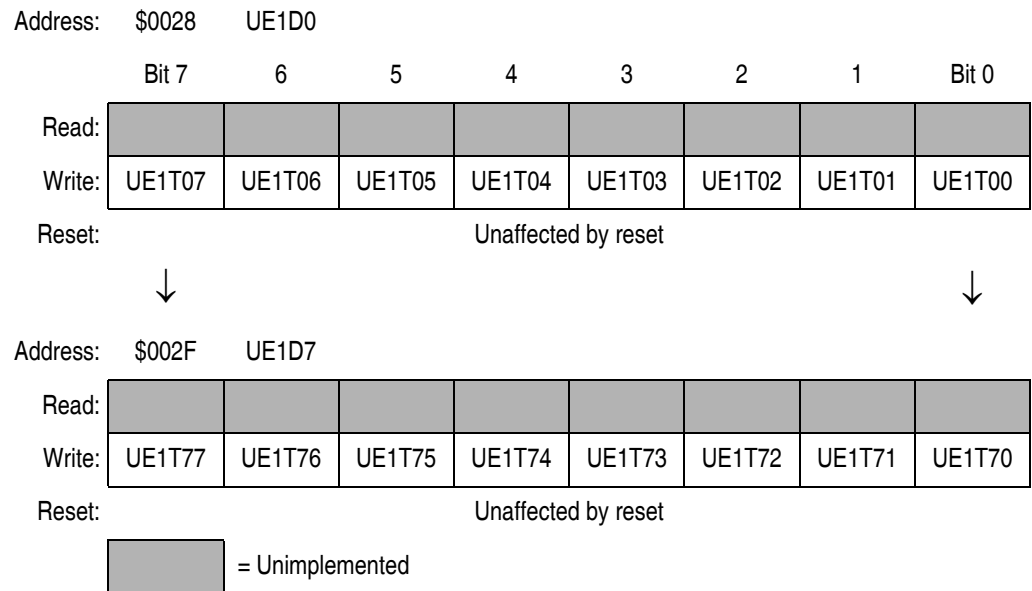 Address: $0028 UE1D0
Bit 7 6 5 4 3 2 1 Bit 0
Read:
Write: UE1T07 UE1T06 UE1T05 UE1T04 UE1T03 UE1T02 UE1T01 UE1T00
Reset: Unaffected by reset
↓ ↓
Address: $002F UE1D7
Read:
Write: UE1T77 UE1T76 UE1T75 UE1T74 UE1T73 UE1T72 UE1T71 UE1T70
Reset: Unaffected by reset
= Unimplemented